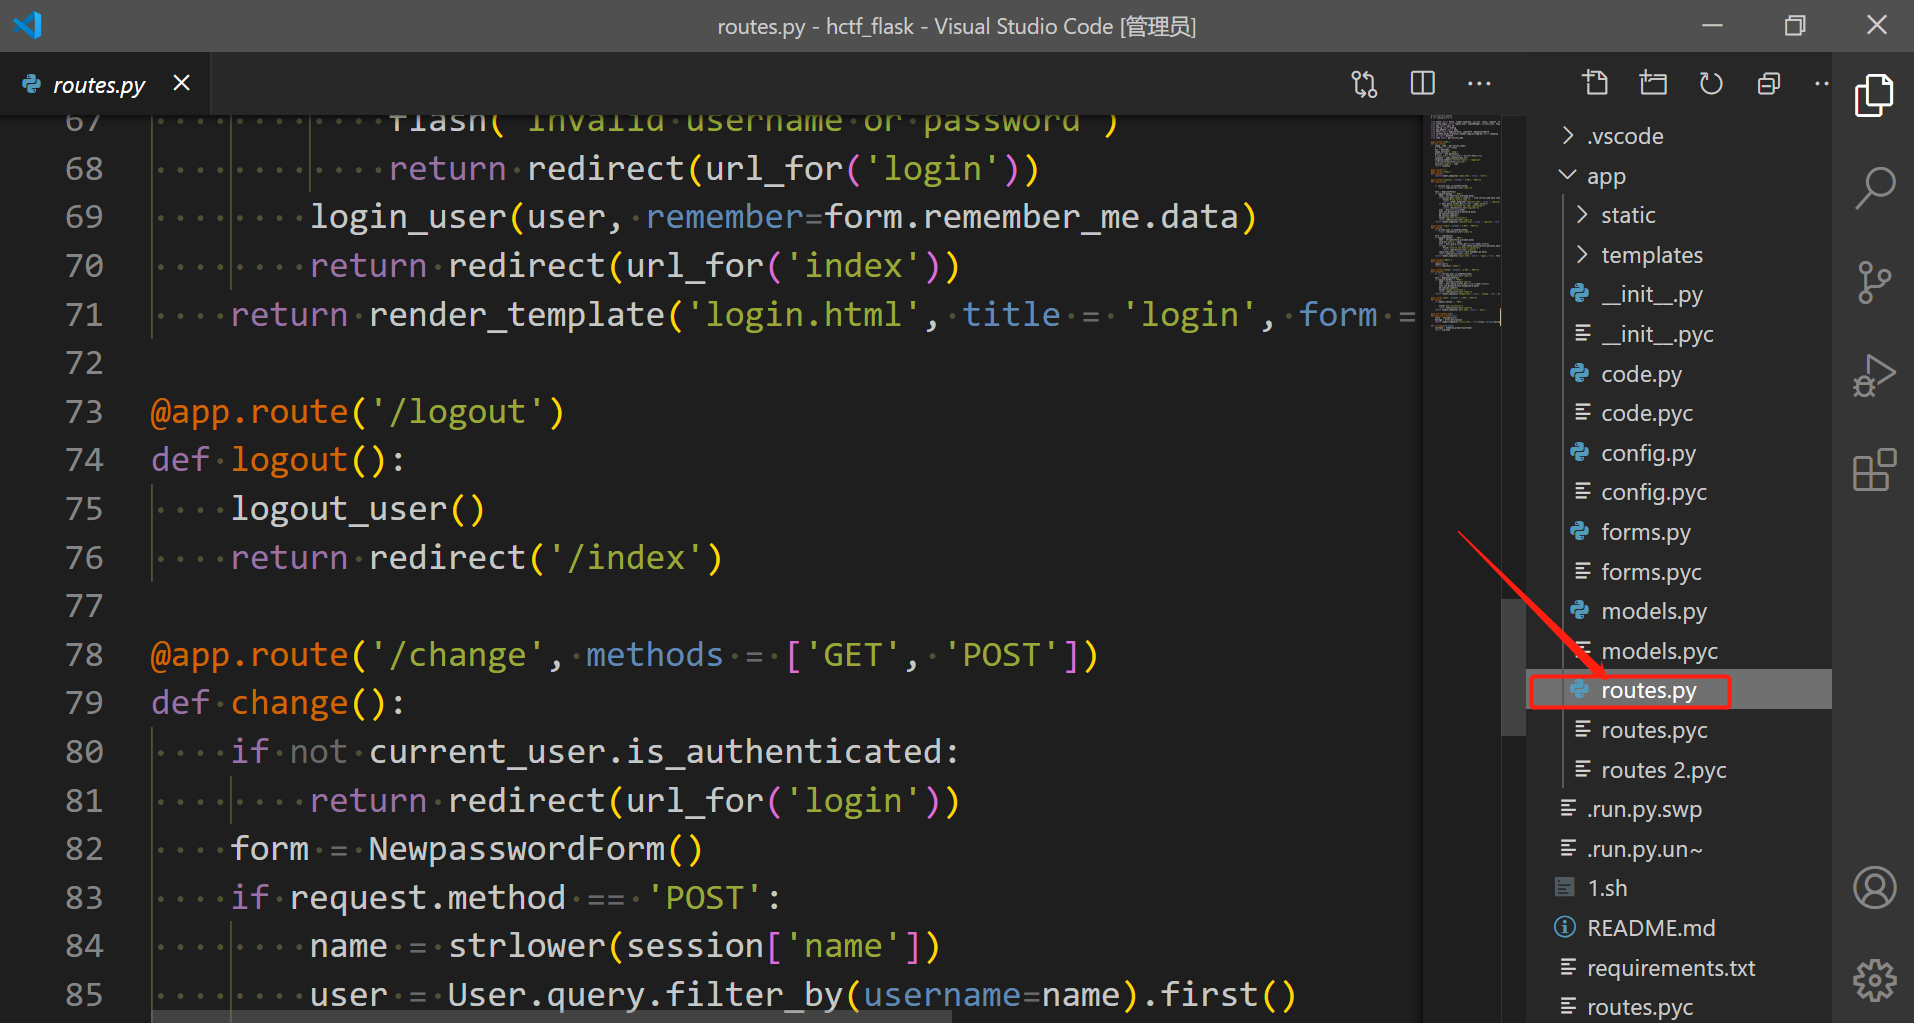 routes.py - hctf_flask - Visual Studio Code [管理员]
routes.py
67 flash('Invalid username or password')
68 return redirect(url_for('login'))
69 login_user(user, remember=form.remember_me.data)
70 return redirect(url_for('index'))
71 return render_template('login.html', title = 'login', form =
72
73 @app.route('/logout')
74 def logout():
75 logout_user()
76 return redirect('/index')
77
78 @app.route('/change', methods = ['GET', 'POST'])
79 def change():
80 if not current_user.is_authenticated:
81 return redirect(url_for('login'))
82 form = NewpasswordForm()
83 if request.method == 'POST':
84 name = strlower(session['name'])
85 user = User.query.filter_by(username=name).first()
.vscode
app
static
templates
__init__.py
__init__.pyc
code.py
code.pyc
config.py
config.pyc
forms.py
forms.pyc
models.py
models.pyc
routes.py
routes.pyc
routes 2.pyc
.run.py.swp
.run.py.un~
1.sh
README.md
requirements.txt
routes.pyc